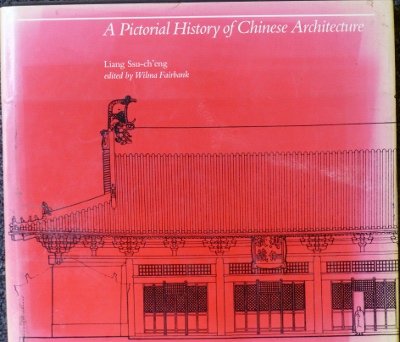 A Pictorial History of Chinese Architecture
Liang Ssu-ch'eng
edited by Wilma Fairbank